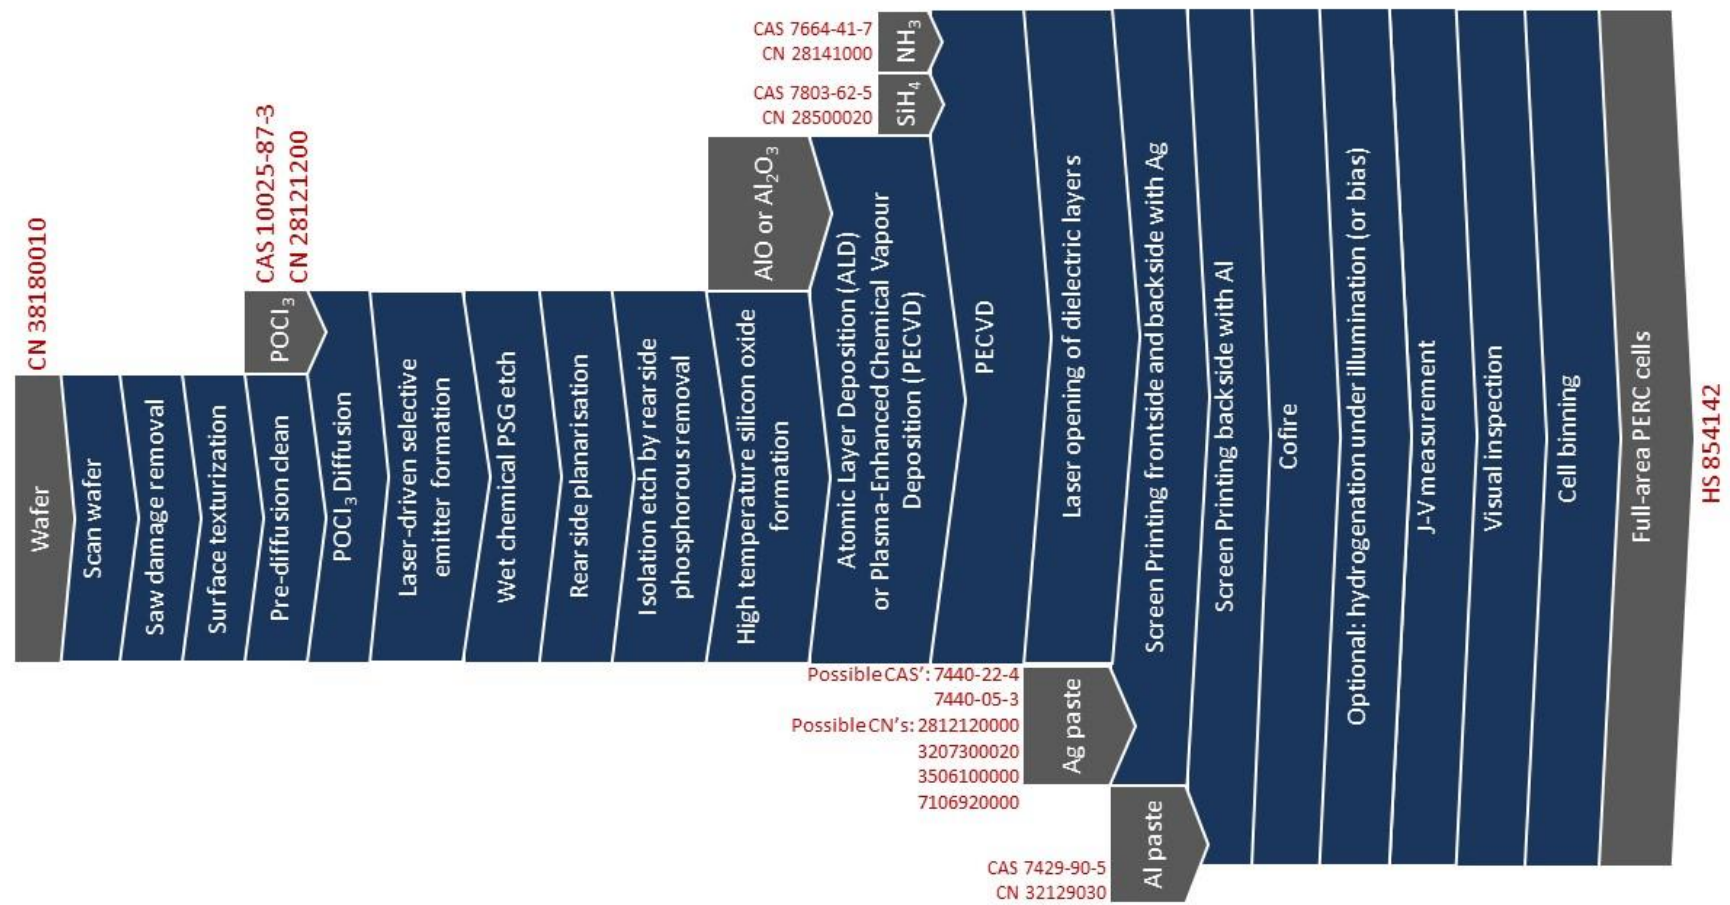 CN 38180010
Wafer
Scan wafer
Saw damage removal
Surface texturization
Pre-diffusion clean
CAS 10025-87-3
CN 28121200
POCl₃
POCl₃ Diffusion
Laser-driven selective
emitter formation
Wet chemical PSG etch
Rear side planarisation
Isolation etch by rear side
phosphorous removal
High temperature silicon oxide
formation
AlO or Al₂O₃
Atomic Layer Deposition (ALD)
or Plasma-Enhanced Chemical Vapour
Deposition (PECVD)
CAS 7803-62-5
CN 28500020
SiH₄
CAS 7664-41-7
CN 28141000
NH₃
PECVD
Laser opening of dielectric layers
Possible CAS’: 7440-22-4
7440-05-3
Possible CN’s: 2812120000
3207300020
3506100000
7106920000
Ag paste
Screen Printing frontside and backside with Ag
CAS 7429-90-5
CN 32129030
Al paste
Screen Printing backside with Al
Cofire
Optional: hydrogenation under illumination (or bias)
J-V measurement
Visual inspection
Cell binning
Full-area PERC cells
HS 854142